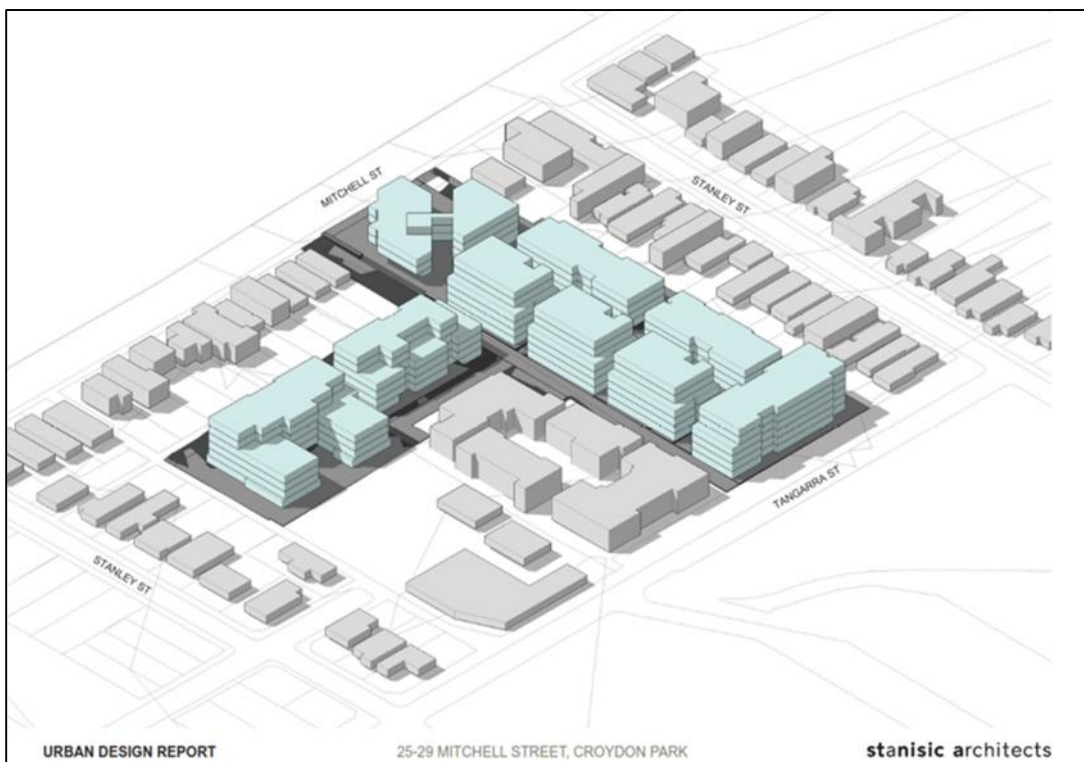 MITCHELL ST
STANLEY ST
TANGARRA ST
STANLEY ST
URBAN DESIGN REPORT
25-29 MITCHELL STREET, CROYDON PARK
stanisic architects